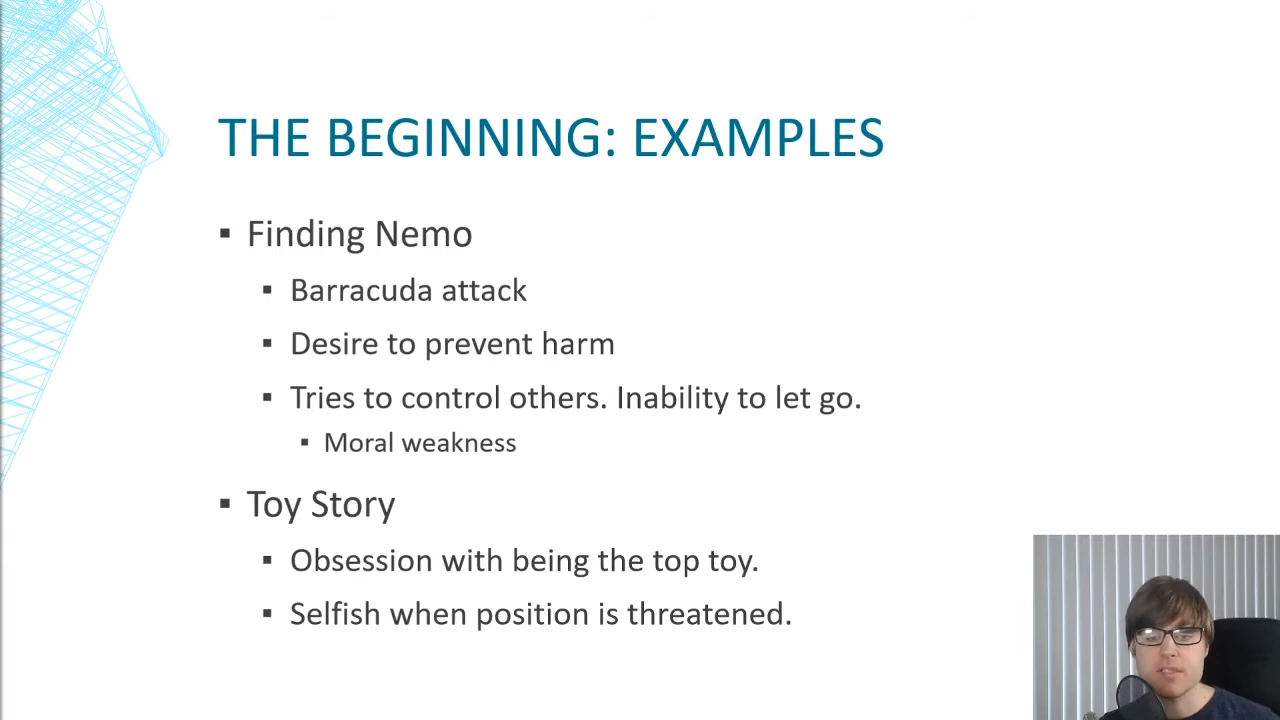 THE BEGINNING: EXAMPLES
▪ Finding Nemo
▪ Barracuda attack
▪ Desire to prevent harm
▪ Tries to control others. Inability to let go.
▪ Moral weakness
▪ Toy Story
▪ Obsession with being the top toy.
▪ Selfish when position is threatened.